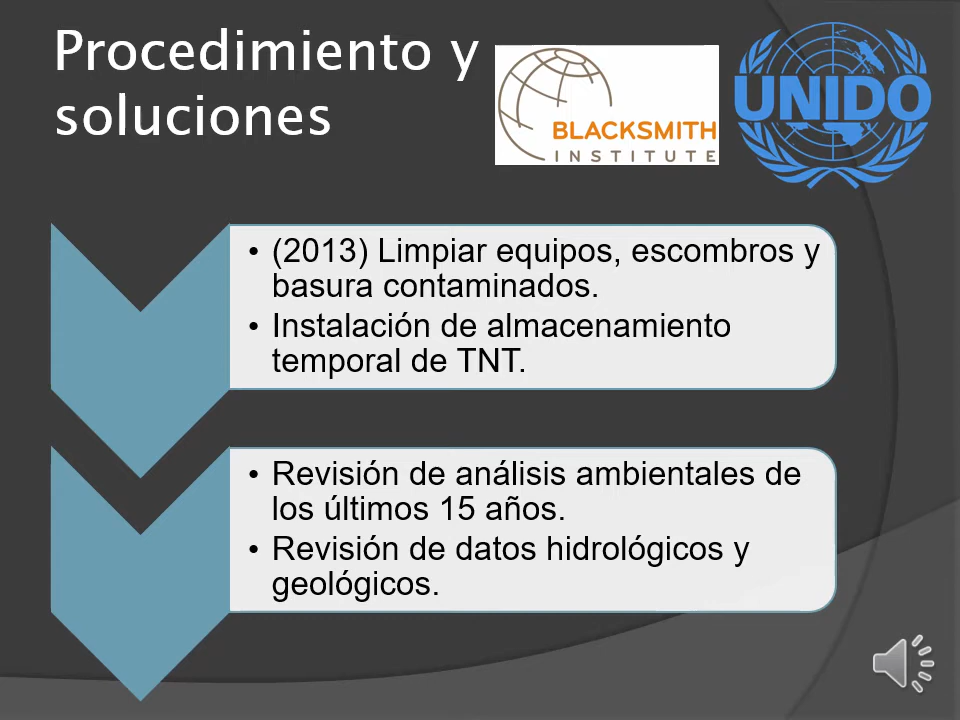 Procedimiento y
soluciones
BLACKSMITH
INSTITUTE
UNIDO
• (2013) Limpiar equipos, escombros y
basura contaminados.
• Instalación de almacenamiento
temporal de TNT.
• Revisión de análisis ambientales de
los últimos 15 años.
• Revisión de datos hidrológicos y
geológicos.